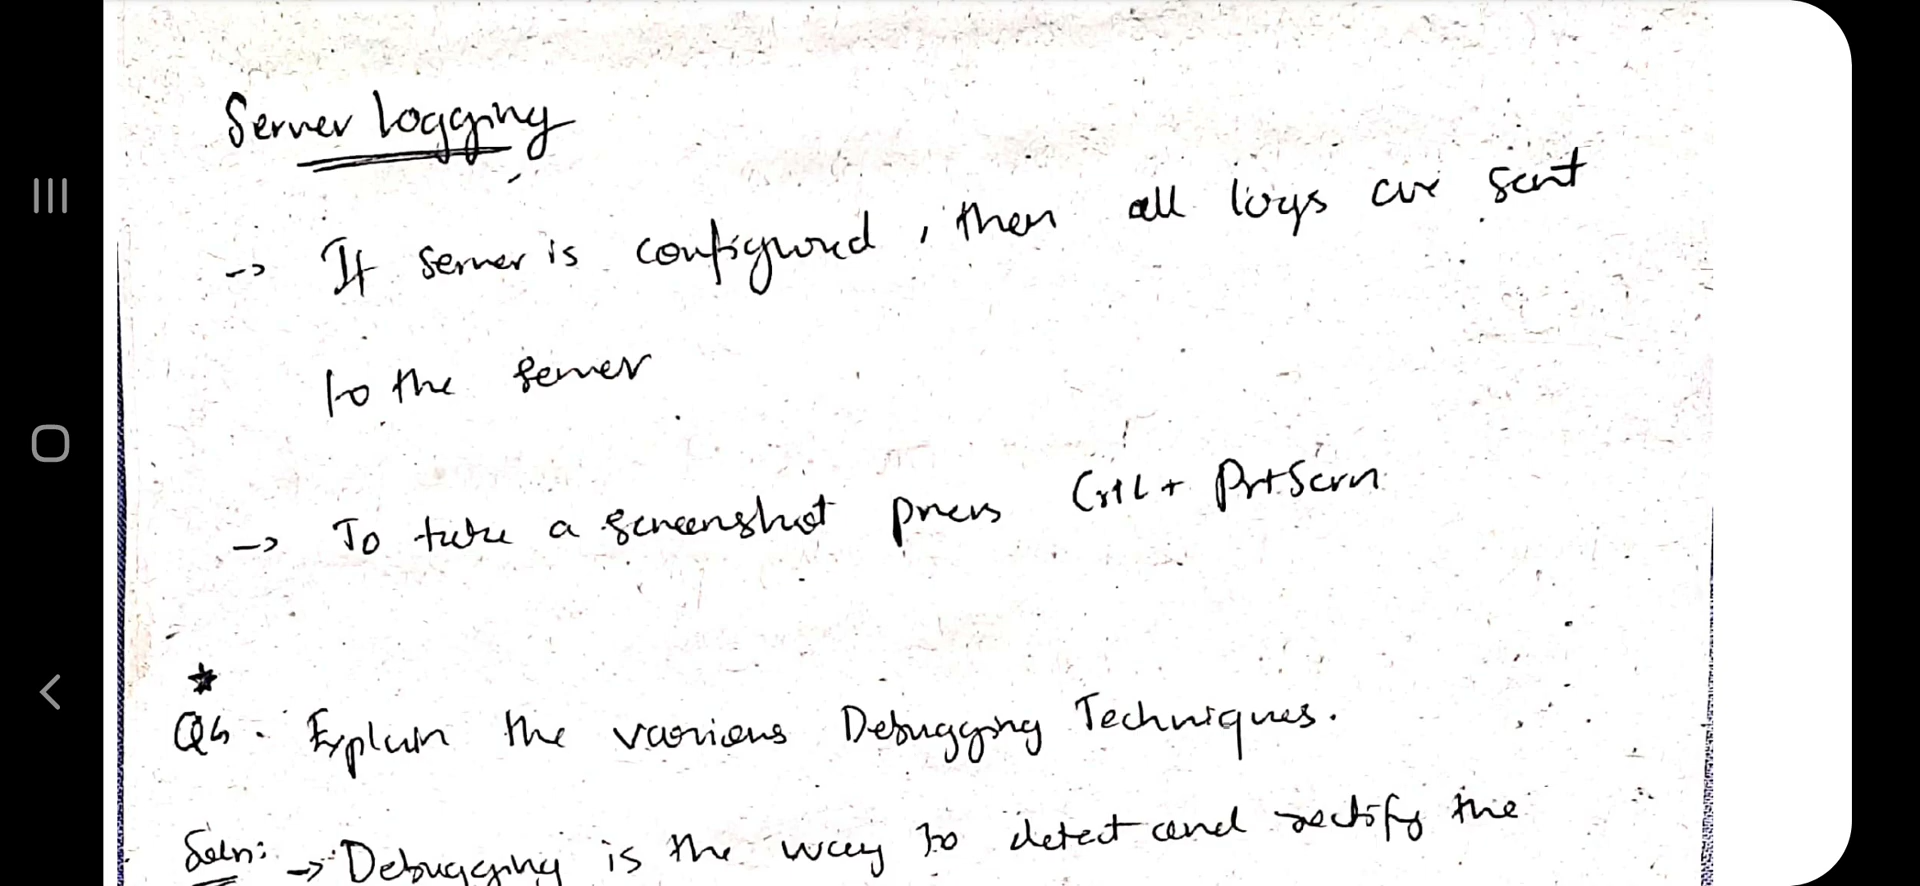 Server Logging
-> If server is configured, then all logs are sent
to the server
-> To take a screenshot press Crtl + PrtScrn
★
Q4. Explain the various Debugging Techniques.
Soln: -> Debugging is the way to detect and rectify the